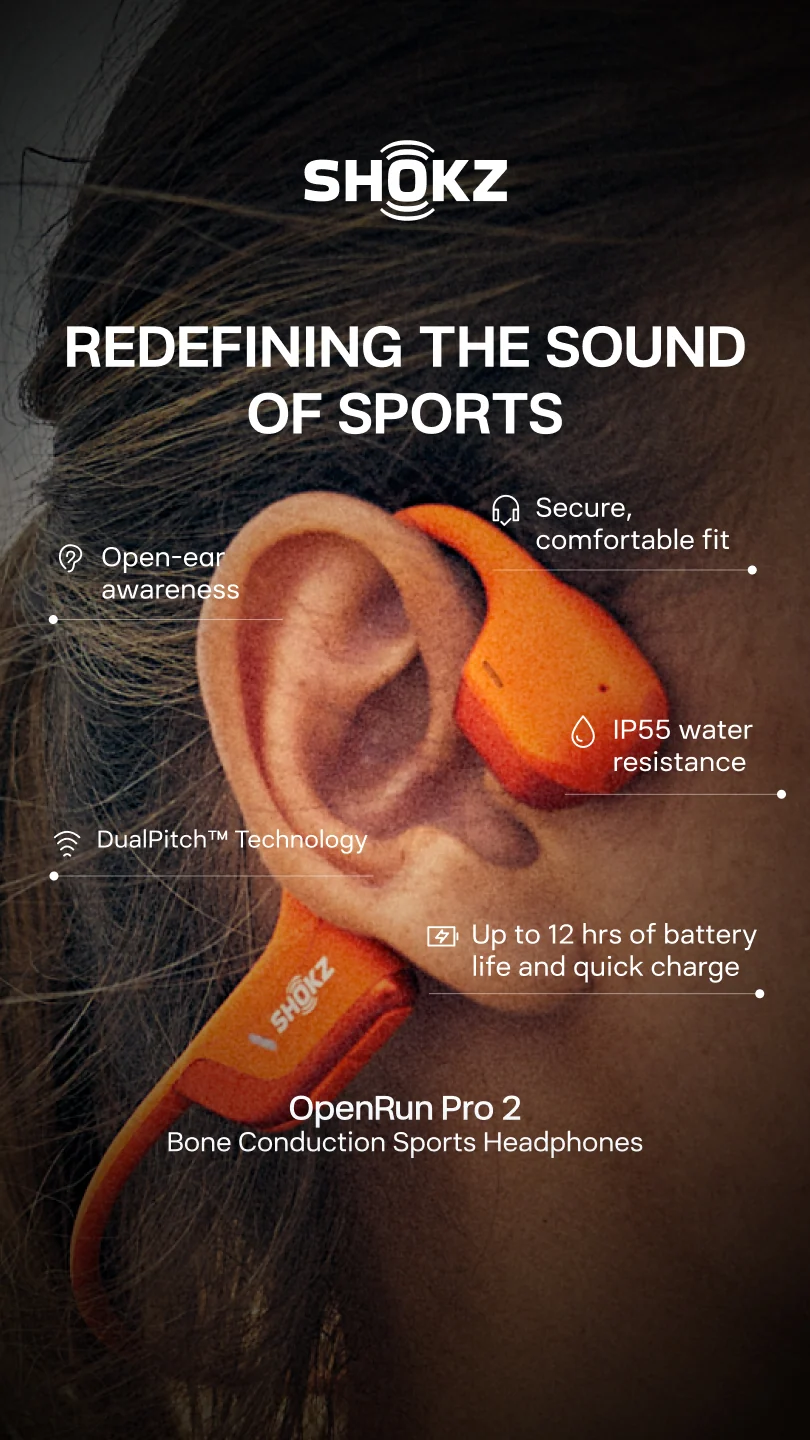 SHOKZ
REDEFINING THE SOUND
OF SPORTS
Secure,
comfortable fit
Open-ear
awareness
IP55 water
resistance
DualPitch™ Technology
Up to 12 hrs of battery
life and quick charge
SHOKZ
OpenRun Pro 2
Bone Conduction Sports Headphones